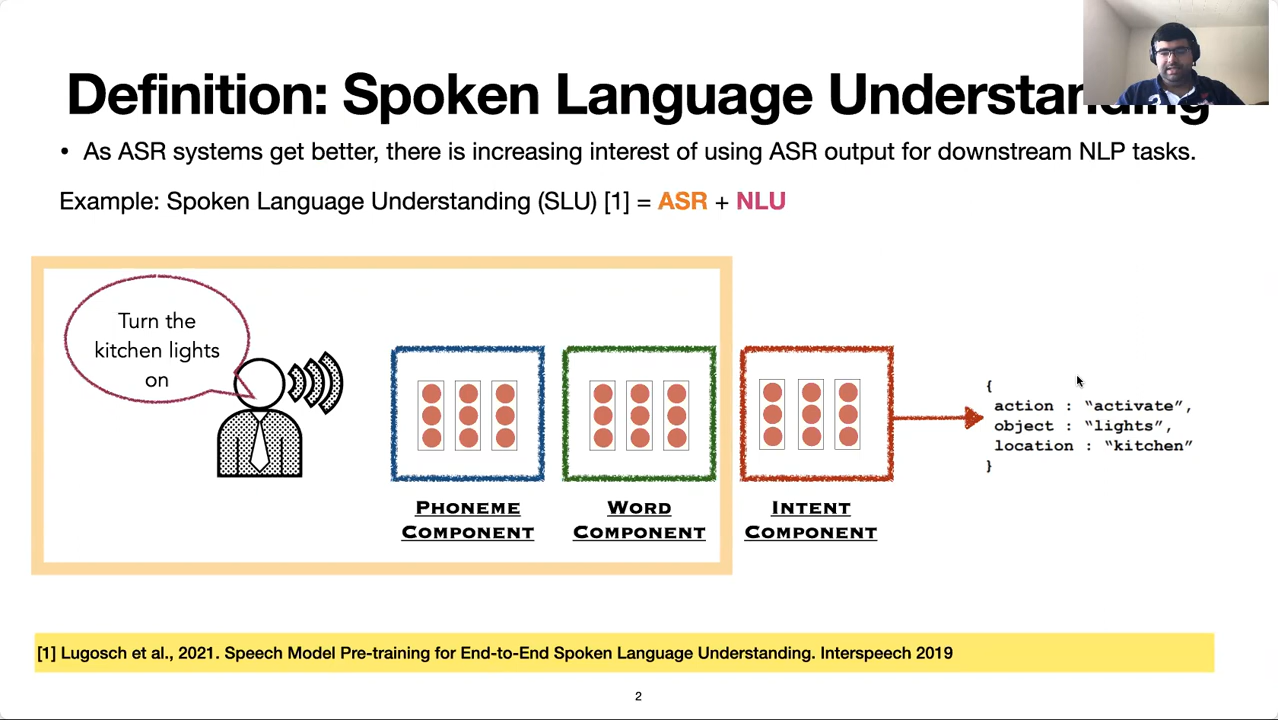 Definition: Spoken Language Understanding
• As ASR systems get better, there is increasing interest of using ASR output for downstream NLP tasks.
Example: Spoken Language Understanding (SLU) [1] = ASR + NLU
Turn the
kitchen lights
on
PHONEME
COMPONENT
WORD
COMPONENT
INTENT
COMPONENT
{
action : “activate”,
object : “lights”,
location : “kitchen”
}
[1] Lugosch et al., 2021. Speech Model Pre-training for End-to-End Spoken Language Understanding. Interspeech 2019
2